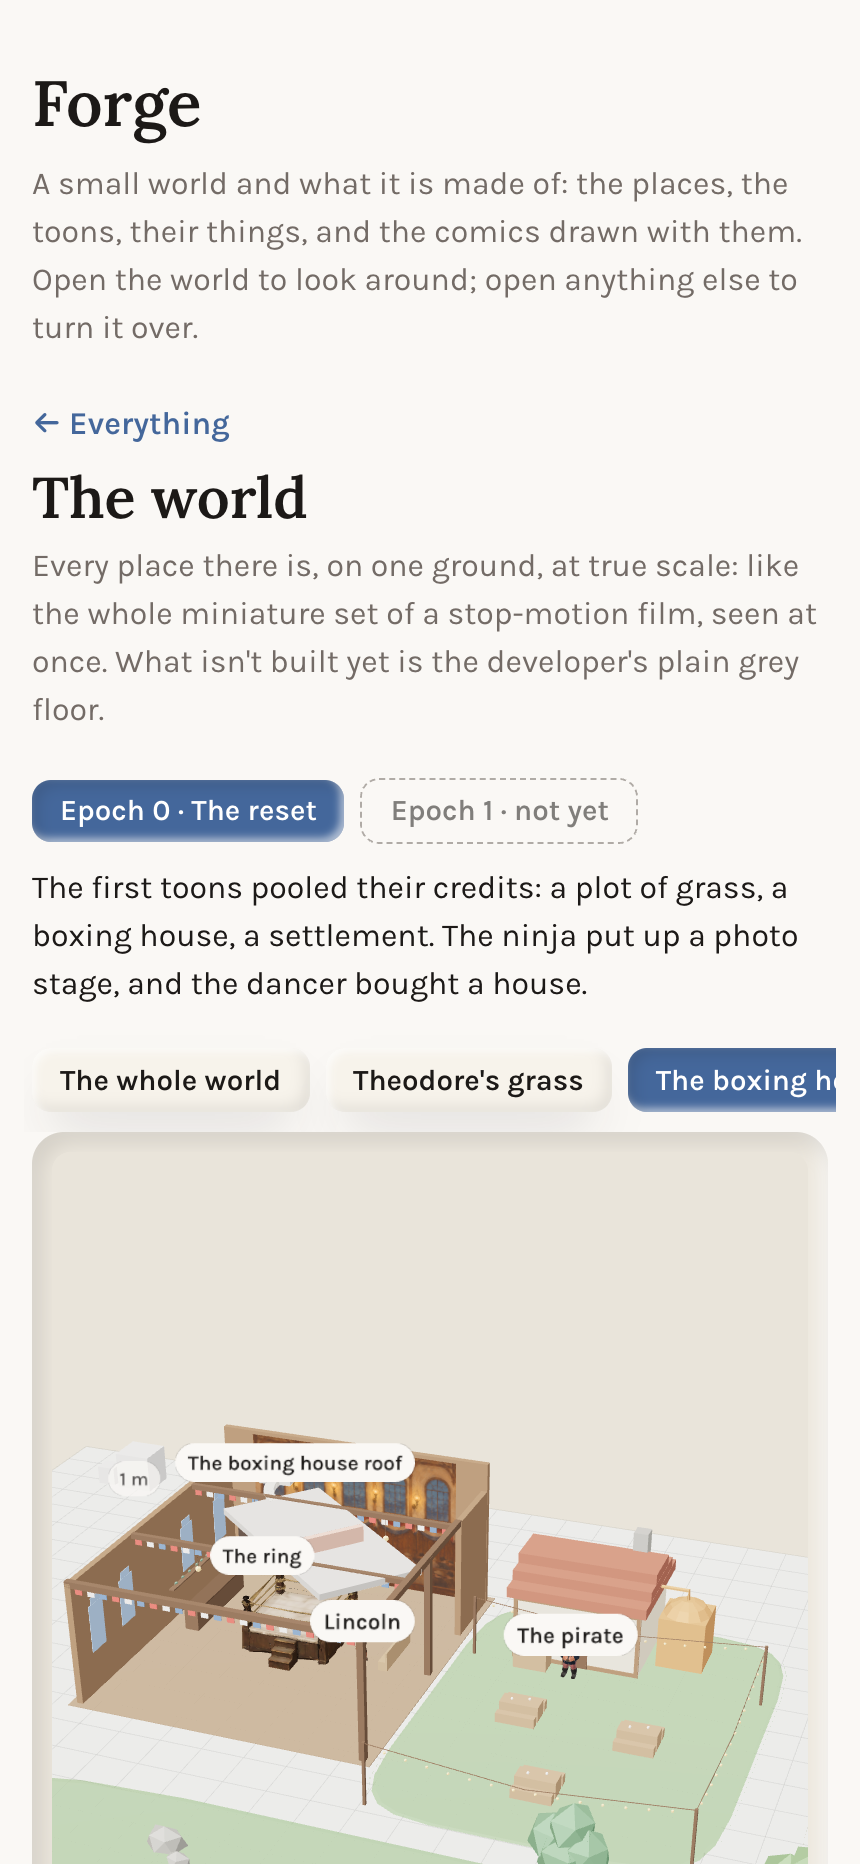 Forge
A small world and what it is made of: the places, the
toons, their things, and the comics drawn with them.
Open the world to look around; open anything else to
turn it over.
← Everything
The world
Every place there is, on one ground, at true scale: like
the whole miniature set of a stop-motion film, seen at
once. What isn't built yet is the developer's plain grey
floor.
Epoch 0 · The reset
Epoch 1 · not yet
The first toons pooled their credits: a plot of grass, a
boxing house, a settlement. The ninja put up a photo
stage, and the dancer bought a house.
The whole world
Theodore's grass
The boxing
The boxing house roof
1 m
The ring
Lincoln
The pirate